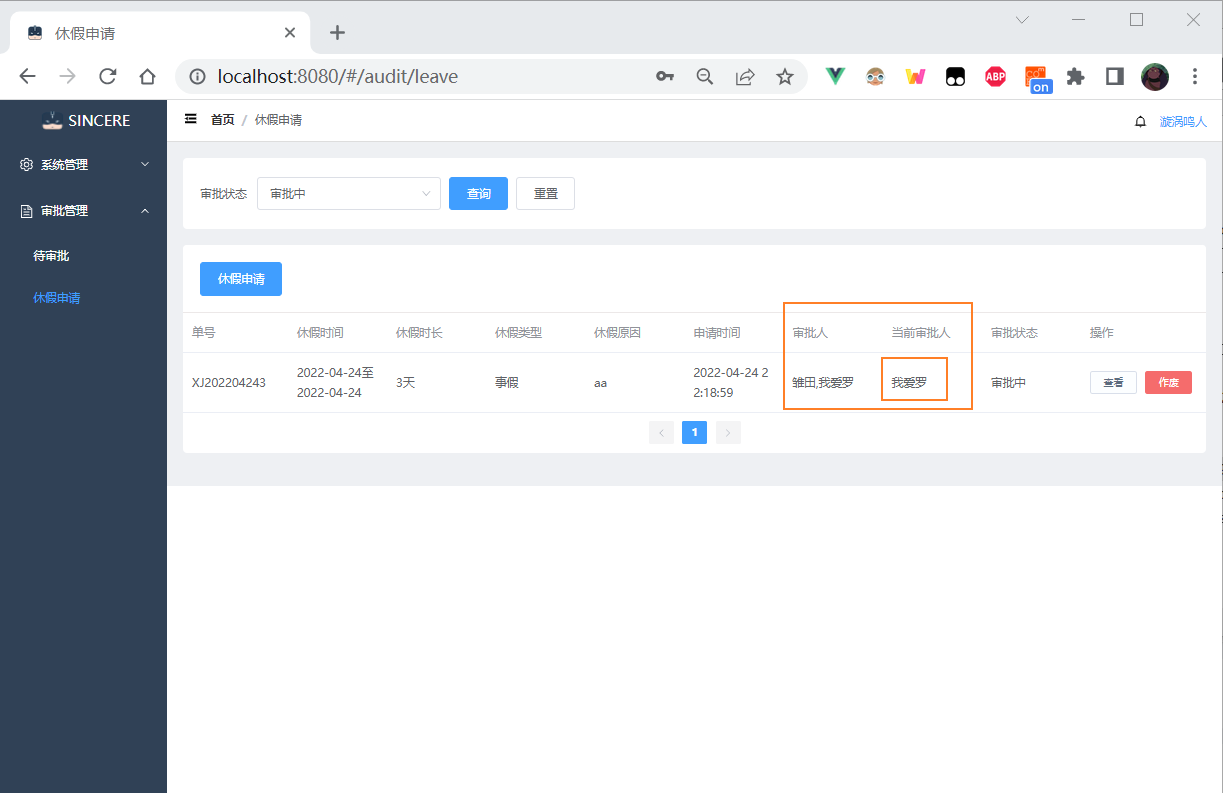 休假申请
localhost:8080/#/audit/leave
ABP
cd
on
SINCERE
首页 / 休假申请
漩涡鸣人
系统管理
审批管理
待审批
休假申请
审批状态 审批中 查询 重置
休假申请
单号 休假时间 休假时长 休假类型 休假原因 申请时间 审批人 当前审批人 审批状态 操作
XJ202204243 2022-04-24至 3天 事假 aa 2022-04-24 2 雏田,我爱罗 我爱罗 审批中 查看 作废
2022-04-24 2:18:59
1